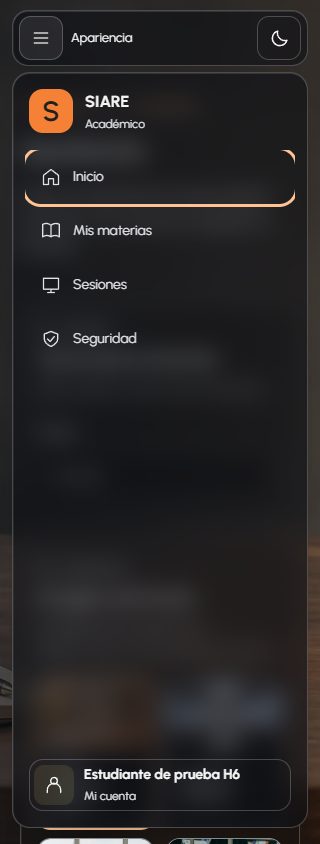 Apariencia
S
SIARE
Académico
Inicio
Mis materias
Sesiones
Seguridad
Estudiante de prueba H6
Mi cuenta